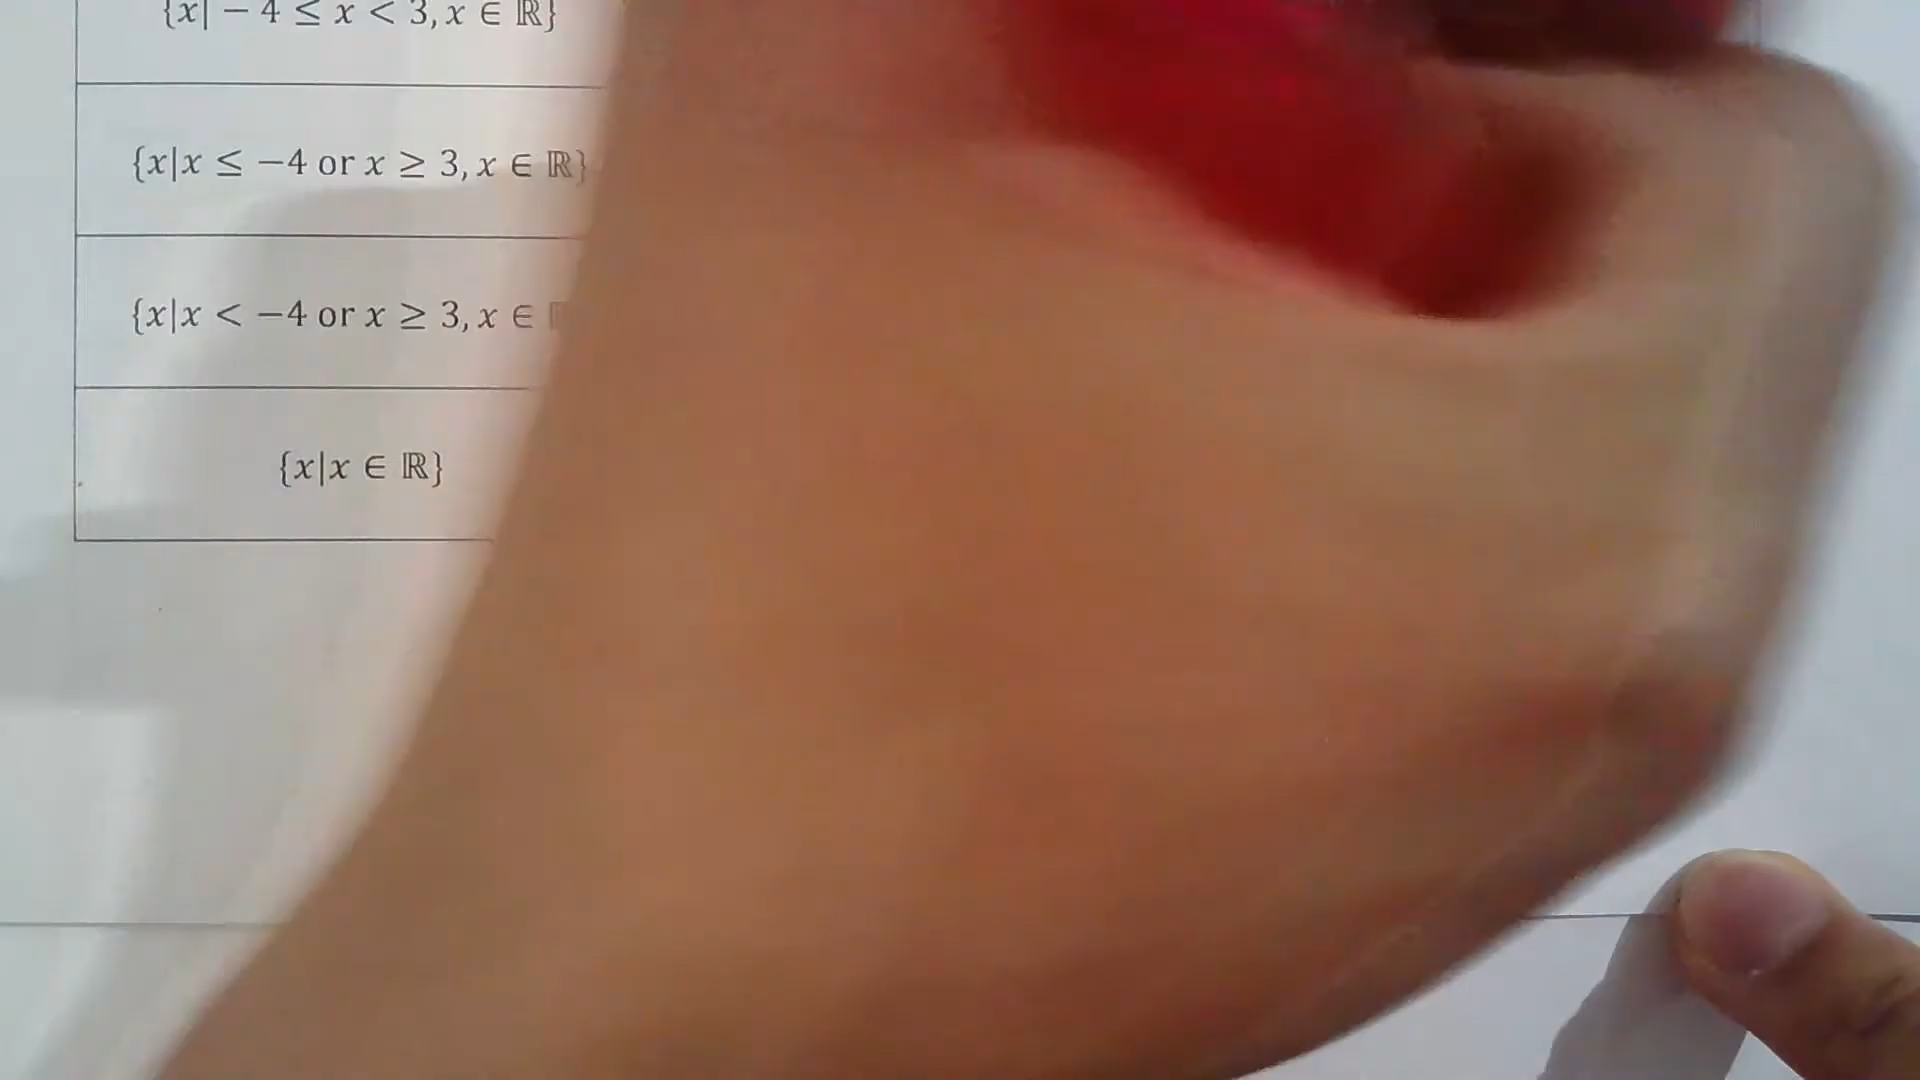 {x| − 4 ≤ x < 3, x ∈ ℝ}
{x|x ≤ −4 or x ≥ 3, x ∈ ℝ}
{x|x < −4 or x ≥ 3, x ∈
{x|x ∈ ℝ}